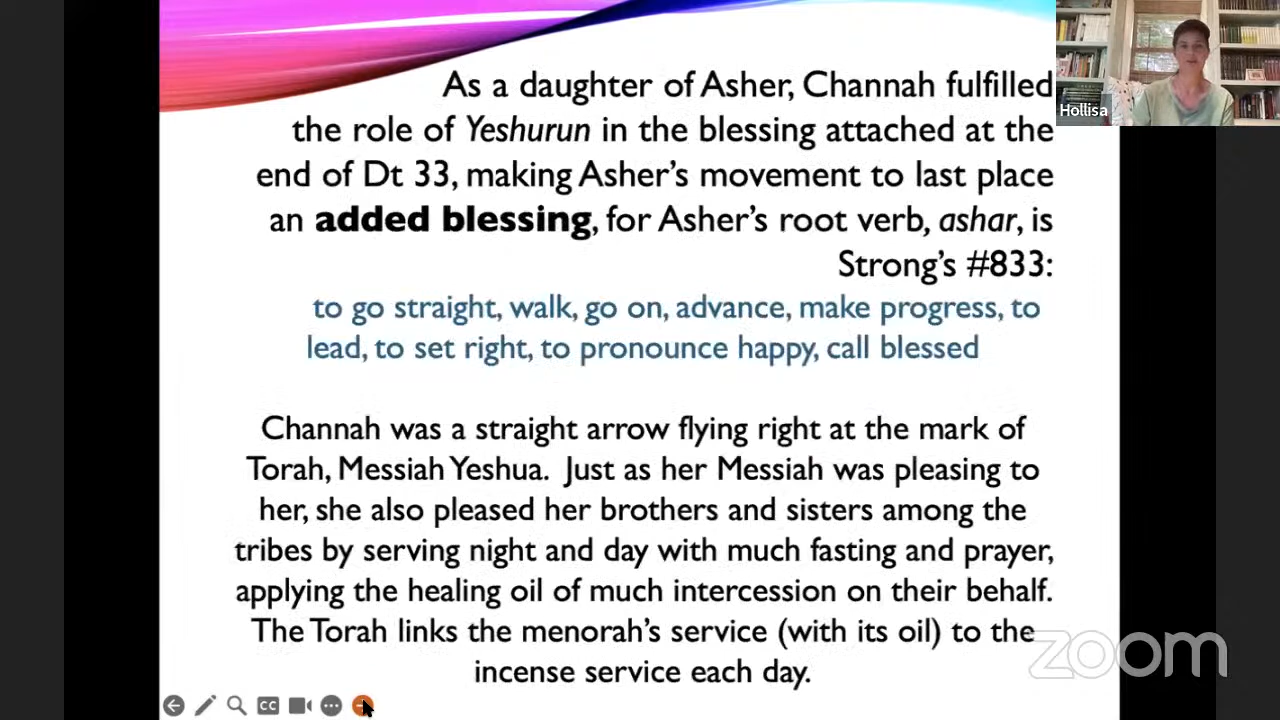 As a daughter of Asher, Channah fulfilled
the role of Yeshurun in the blessing attached at the
end of Dt 33, making Asher's movement to last place
an added blessing, for Asher's root verb, ashar, is
Strong's #833:
to go straight, walk, go on, advance, make progress, to
lead, to set right, to pronounce happy, call blessed
Channah was a straight arrow flying right at the mark of
Torah, Messiah Yeshua. Just as her Messiah was pleasing to
her, she also pleased her brothers and sisters among the
tribes by serving night and day with much fasting and prayer,
applying the healing oil of much intercession on their behalf.
The Torah links the menorah's service (with its oil) to the
incense service each day.
Hollisa
zoom
CC